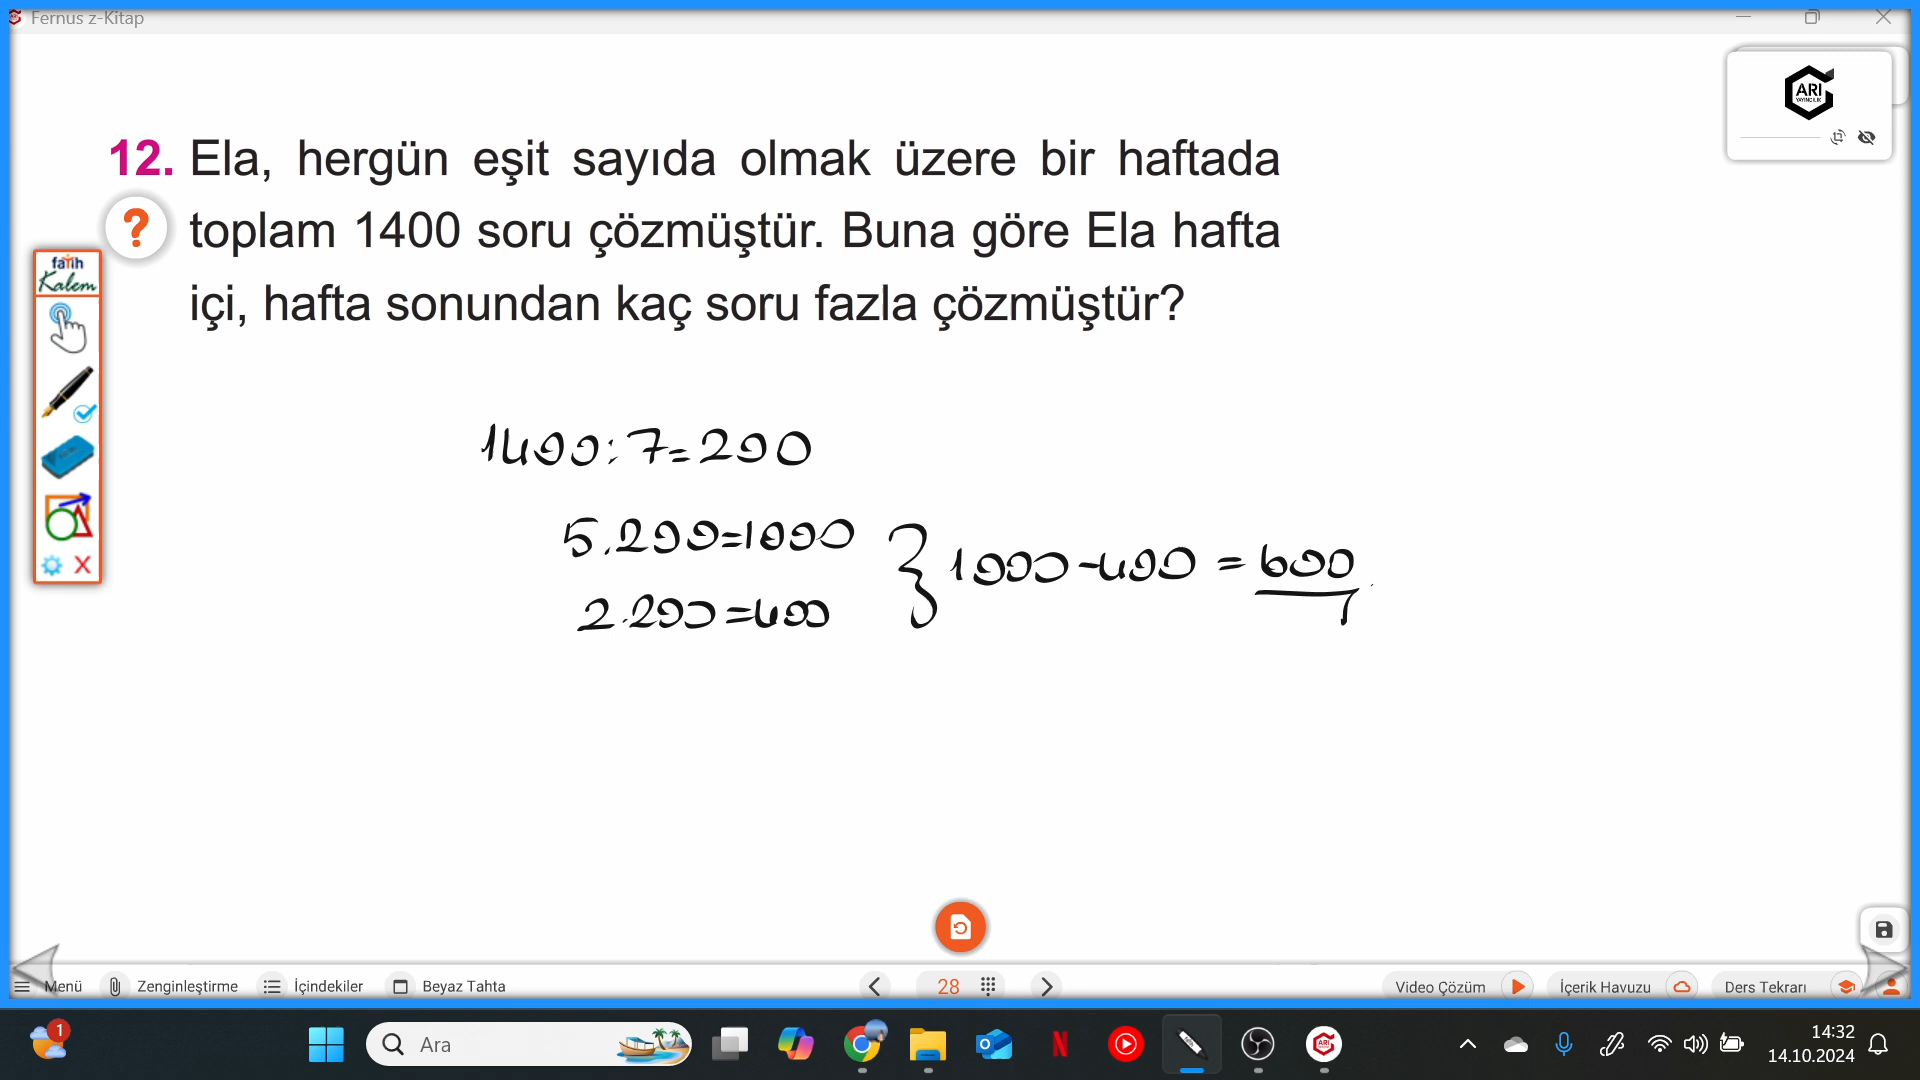 Fernus z-Kitap
ARI
YAYINCILIK
12. Ela, hergün eşit sayıda olmak üzere bir haftada
toplam 1400 soru çözmüştür. Buna göre Ela hafta
içi, hafta sonundan kaç soru fazla çözmüştür?
?
fatih
Kalem
1400:7=200
5.200=1000
2.200=400
} 1000-400 = 600
Menü
Zenginleştirme
İçindekiler
Beyaz Tahta
28
Video Çözüm
İçerik Havuzu
Ders Tekrarı
1
Ara
14:32
14.10.2024